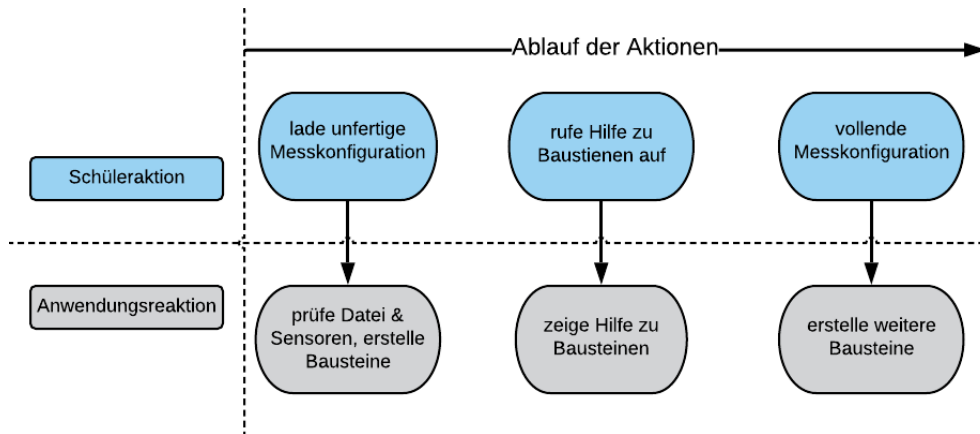 Ablauf der Aktionen
Schüleraktion
lade unfertige
Messkonfiguration
rufe Hilfe zu
Baustienen auf
vollende
Messkonfiguration
Anwendungsreaktion
prüfe Datei &
Sensoren, erstelle
Bausteine
zeige Hilfe zu
Bausteinen
erstelle weitere
Bausteine